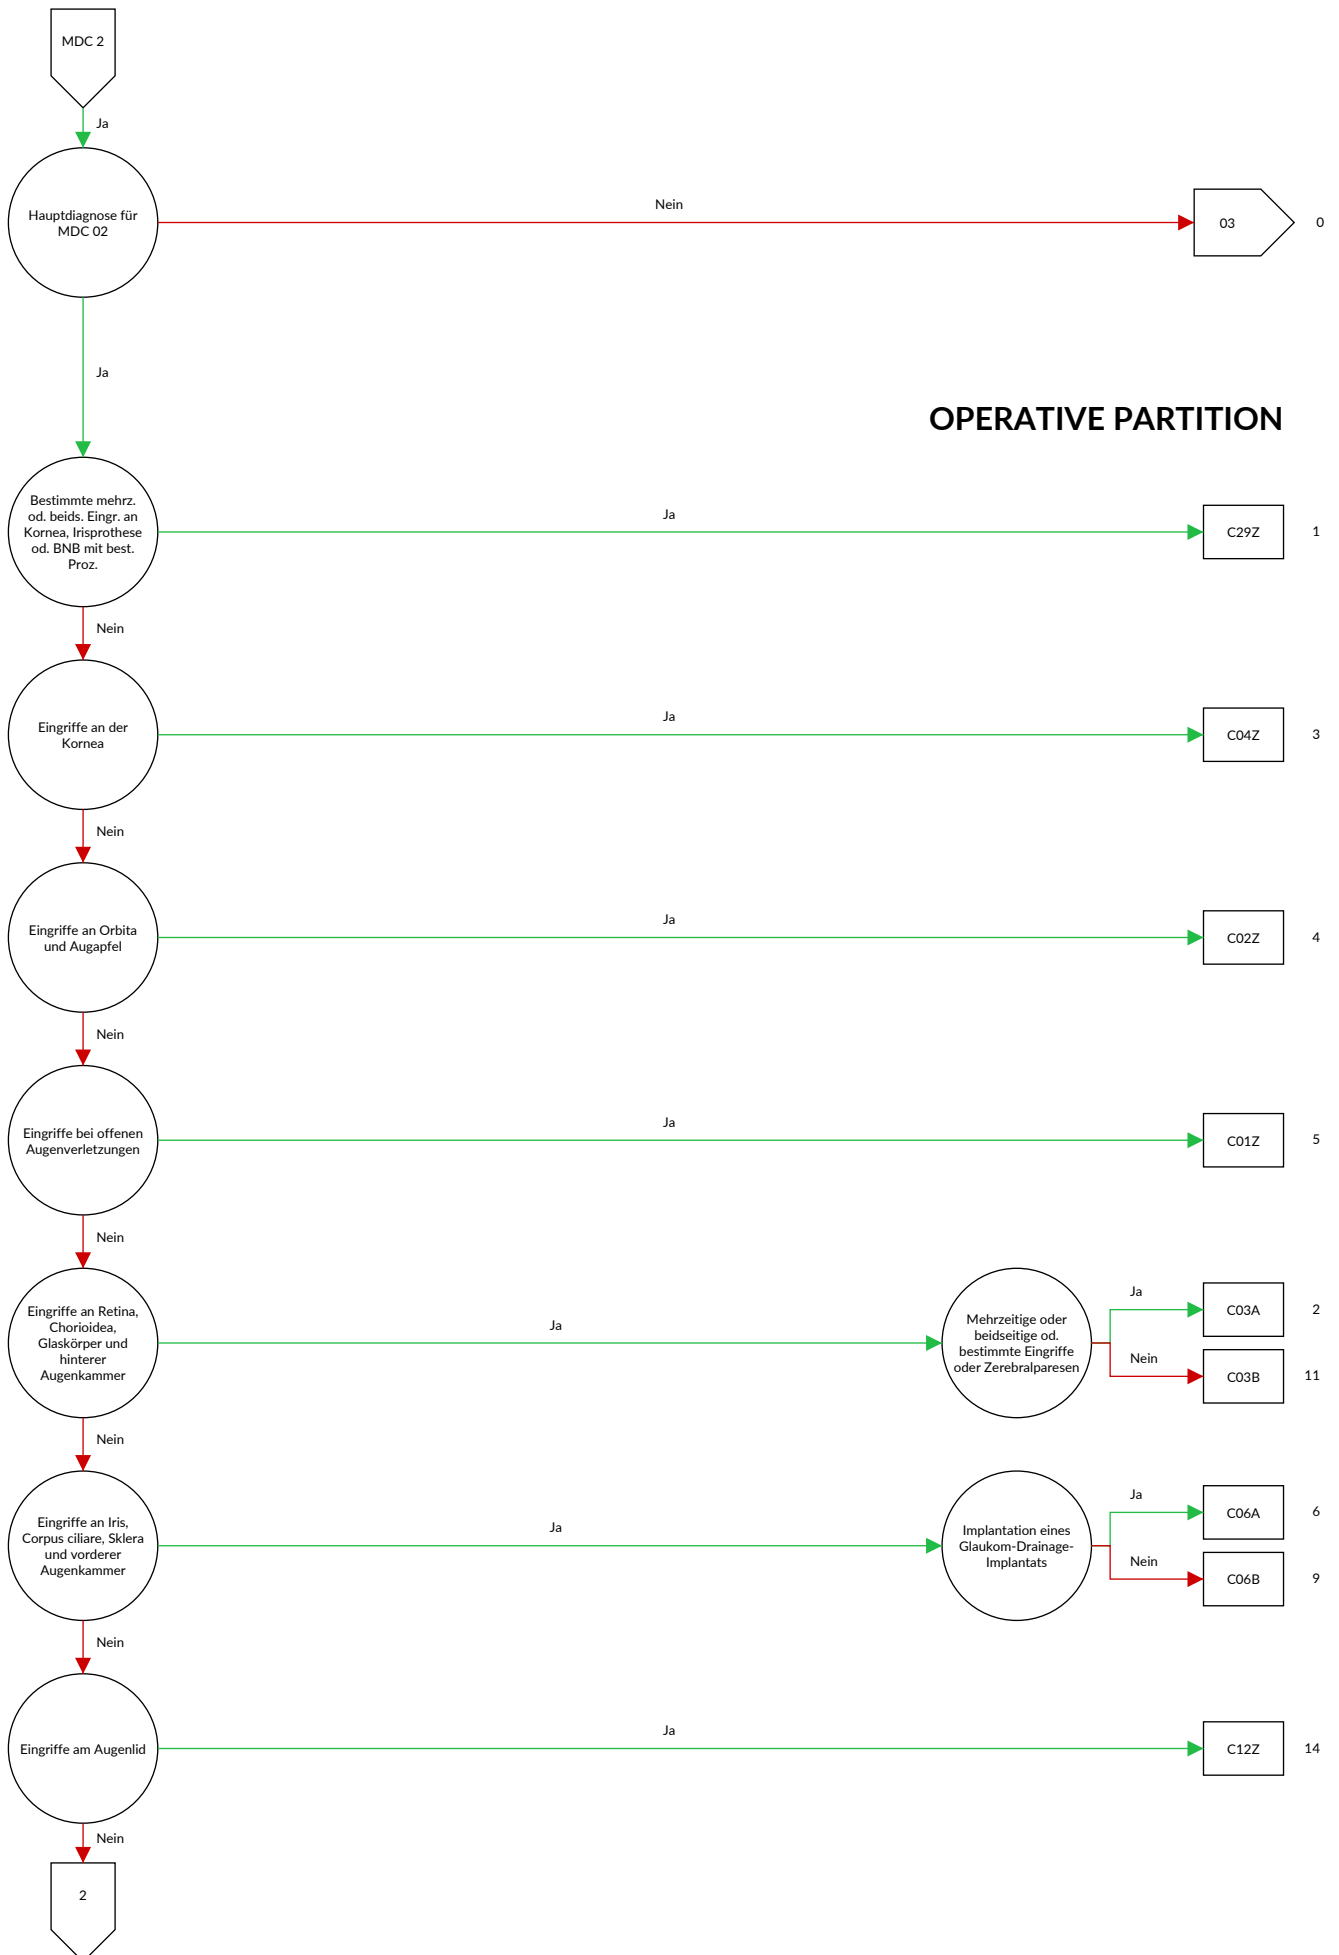 MDC 2
Ja
Hauptdiagnose für
MDC 02
Nein
03
0
Ja
OPERATIVE PARTITION
Bestimmte mehrz.
od. beids. Eingr. an
Kornea, Irisprothese
od. BNB mit best.
Proz.
Ja
C29Z
1
Nein
Eingriffe an der
Kornea
Ja
C04Z
3
Nein
Eingriffe an Orbita
und Augapfel
Ja
C02Z
4
Nein
Eingriffe bei offenen
Augenverletzungen
Ja
C01Z
5
Nein
Eingriffe an Retina,
Chorioidea,
Glaskörper und
hinterer
Augenkammer
Ja
Mehrzeitige oder
beidseitige od.
bestimmte Eingriffe
oder Zerebralparesen
Ja
C03A
2
Nein
C03B
11
Nein
Eingriffe an Iris,
Corpus ciliare, Sklera
und vorderer
Augenkammer
Ja
Implantation eines
Glaukom-Drainage-
Implantats
Ja
C06A
6
Nein
C06B
9
Nein
Eingriffe am Augenlid
Ja
C12Z
14
Nein
2